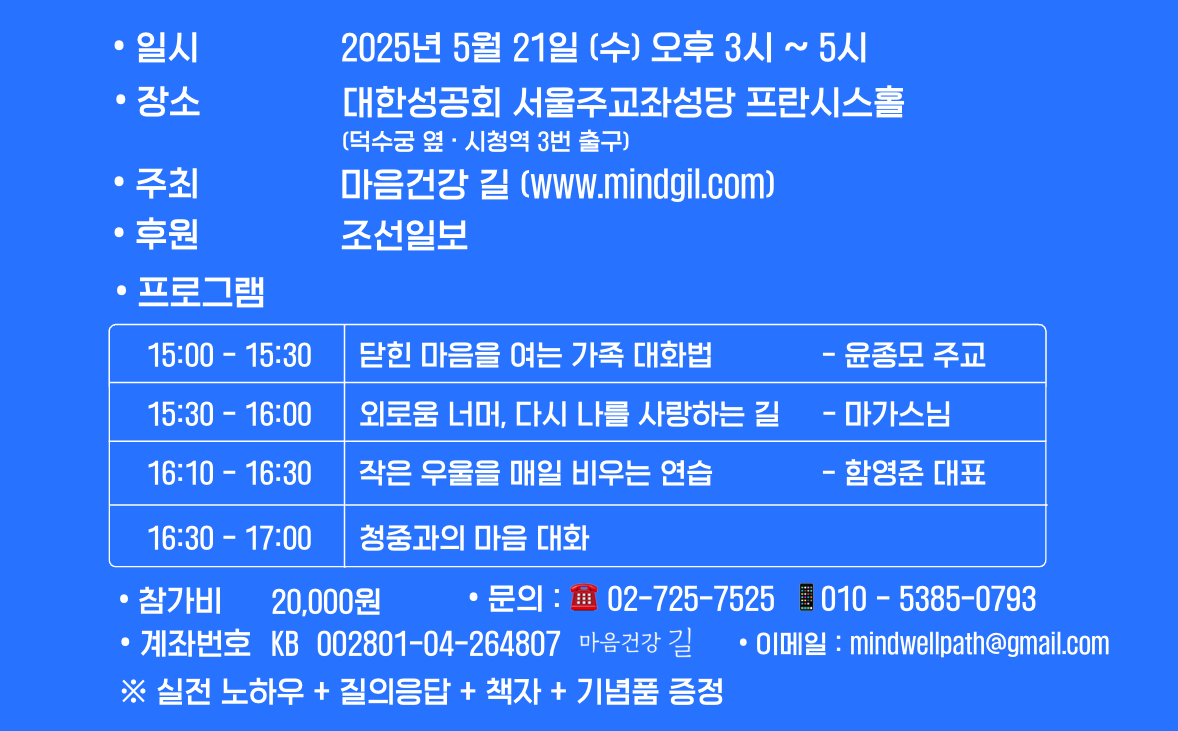 • 일시 2025년 5월 21일 (수) 오후 3시 ~ 5시
• 장소 대한성공회 서울주교좌성당 프란시스홀
(덕수궁 옆 · 시청역 3번 출구)
• 주최 마음건강 길 (www.mindgil.com)
• 후원 조선일보
• 프로그램
15:00 - 15:30 닫힌 마음을 여는 가족 대화법 - 윤종모 주교
15:30 - 16:00 외로움 너머, 다시 나를 사랑하는 길 - 마가스님
16:10 - 16:30 작은 우울을 매일 비우는 연습 - 함영준 대표
16:30 - 17:00 청중과의 마음 대화
• 참가비 20,000원 • 문의 : ☎️ 02-725-7525 📱010 - 5385-0793
• 계좌번호 KB 002801-04-264807 마음건강 길 • 이메일 : mindwellpath@gmail.com
※ 실전 노하우 + 질의응답 + 책자 + 기념품 증정